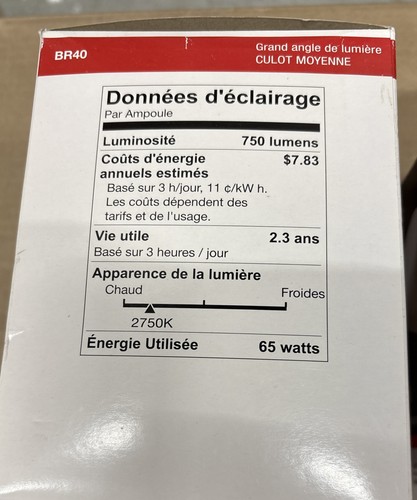 BR40
Grand angle de lumière
CULOT MOYENNE
Données d'éclairage
Par Ampoule
Luminosité 750 lumens
Coûts d'énergie $7.83
annuels estimés
Basé sur 3 h/jour, 11 ¢/kW h.
Les coûts dépendent des
tarifs et de l'usage.
Vie utile 2.3 ans
Basé sur 3 heures / jour
Apparence de la lumière
Chaud Froides
2750K
Énergie Utilisée 65 watts